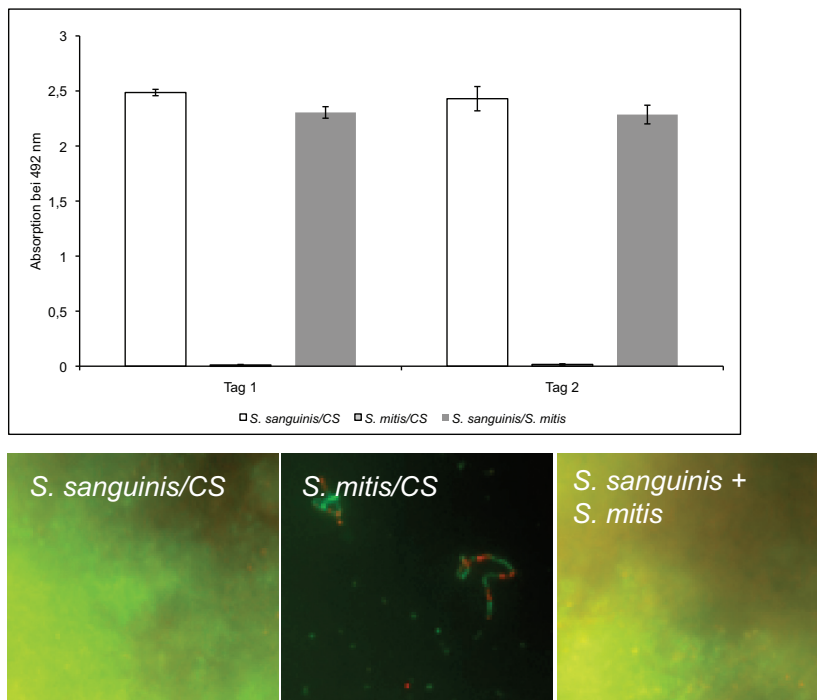 3
2,5
2
1,5
1
0,5
0
Absorption bei 492 nm
Tag 1 Tag 2
S. sanguinis/CS S. mitis/CS S. sanguinis/S. mitis
S. sanguinis/CS
S. mitis/CS
S. sanguinis +
S. mitis